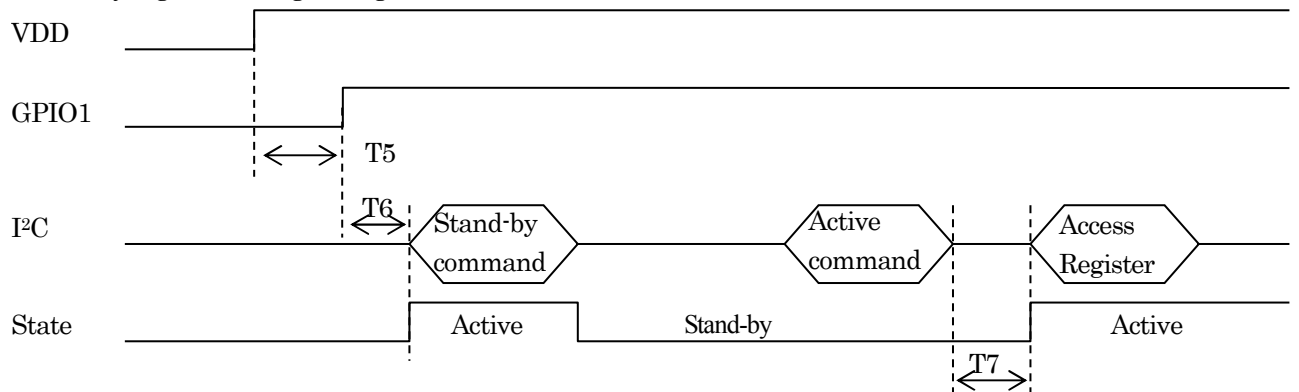 VDD
GPIO1
T5
T6
I²C
Stand-by
command
Active
command
Access
Register
State
Active
Stand-by
Active
T7